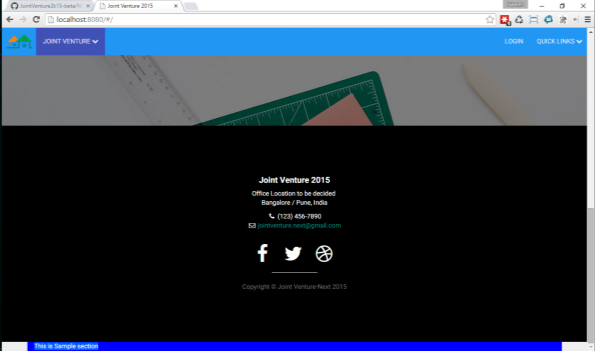 JointVenture2k15-beta/
Joint Venture 2015
localhost:8080/#/
JOINT VENTURE
LOGIN
QUICK LINKS
Joint Venture 2015
Office Location to be decided
Bangalore / Pune, India
(123) 456-7890
jointventure.next@gmail.com
Copyright © Joint Venture-Next 2015
This is Sample section